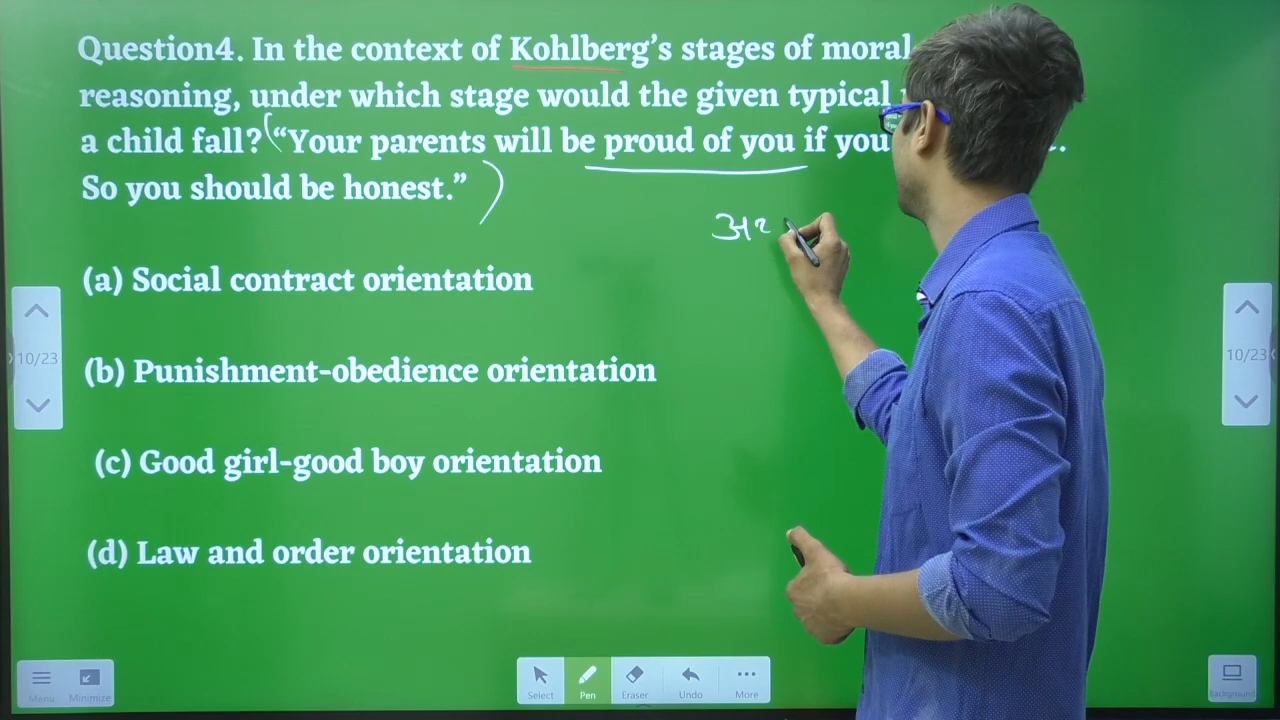 Question4. In the context of Kohlberg's stages of moral
reasoning, under which stage would the given typical
a child fall? “Your parents will be proud of you if you
So you should be honest.”
(a) Social contract orientation
10/23
10/23
(b) Punishment-obedience orientation
(c) Good girl-good boy orientation
(d) Law and order orientation
Menu Minimize Select Pen Eraser Undo More Background